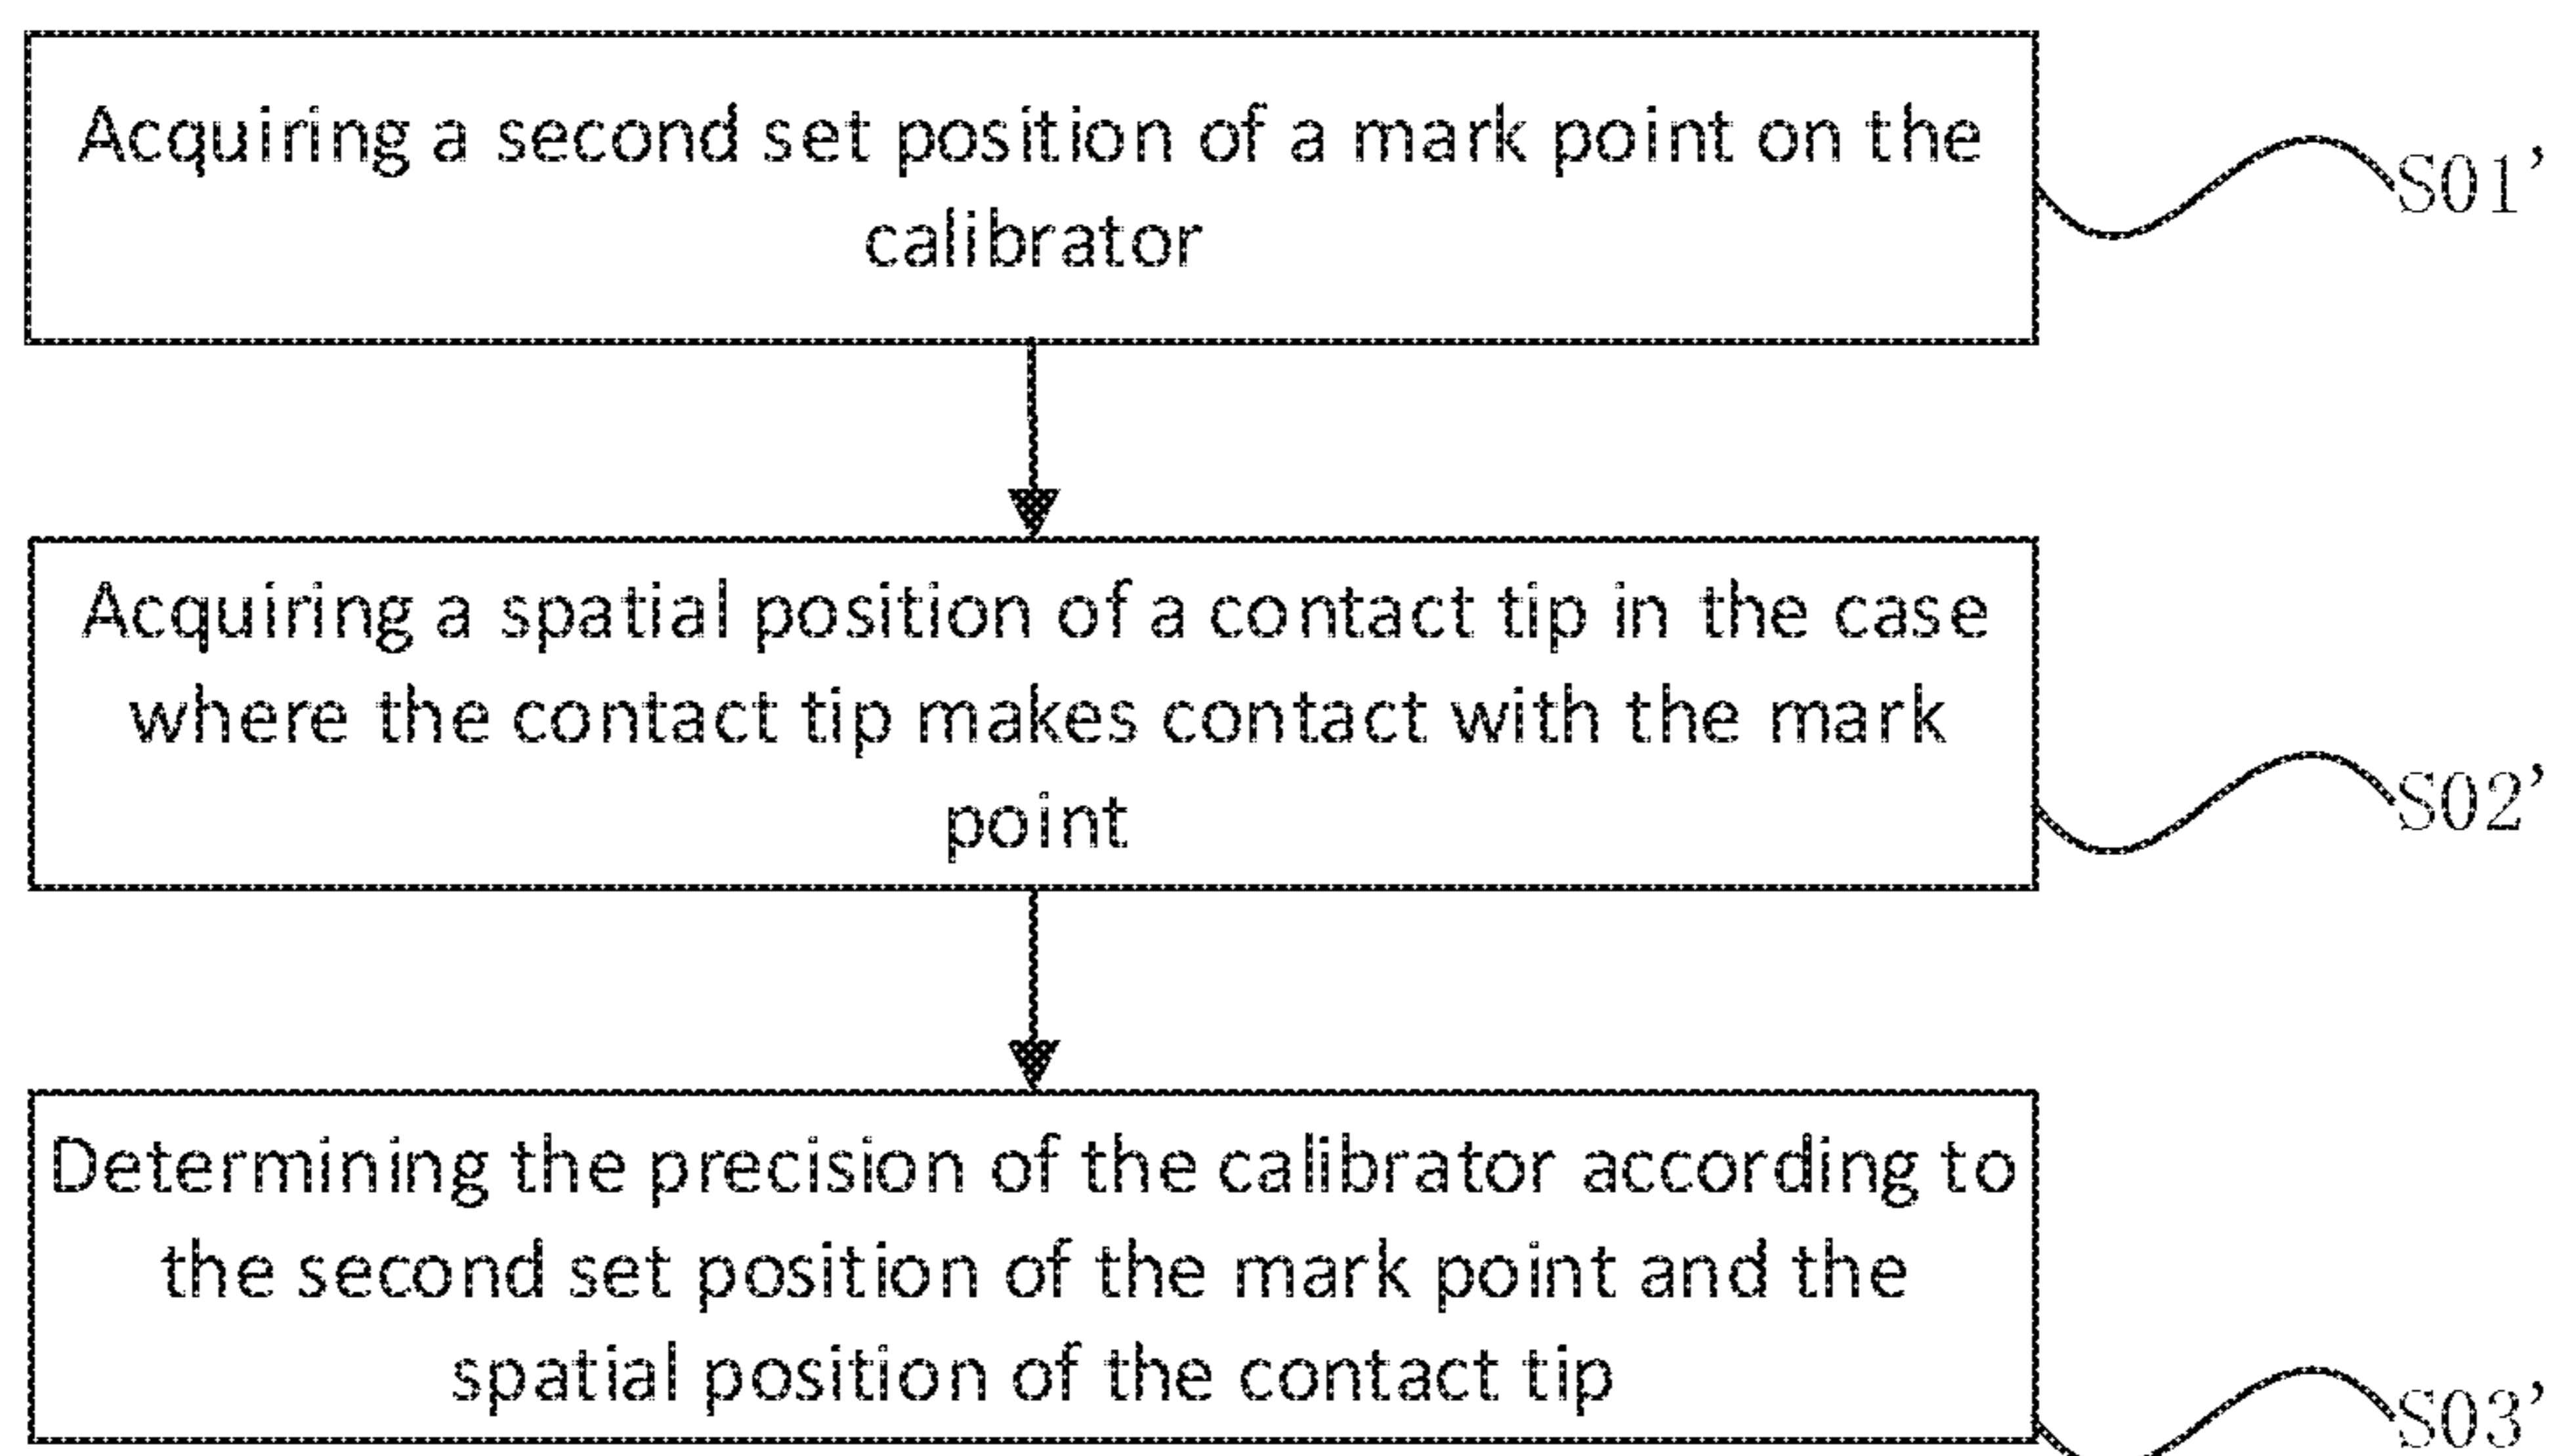 Acquiring a second set position of a mark point on the
calibrator
S01’
Acquiring a spatial position of a contact tip in the case
where the contact tip makes contact with the mark
point
S02’
Determining the precision of the calibrator according to
the second set position of the mark point and the
spatial position of the contact tip
S03’